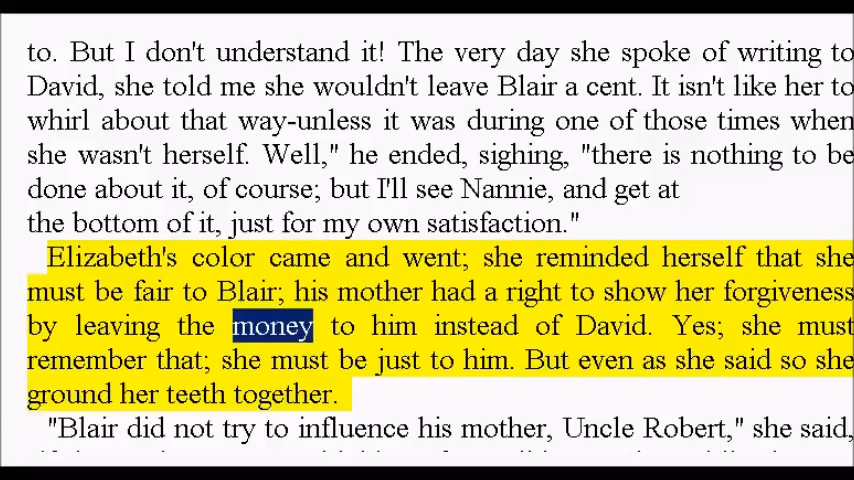 to. But I don't understand it! The very day she spoke of writing to
David, she told me she wouldn't leave Blair a cent. It isn't like her to
whirl about that way-unless it was during one of those times when
she wasn't herself. Well," he ended, sighing, "there is nothing to be
done about it, of course; but I'll see Nannie, and get at
the bottom of it, just for my own satisfaction."
Elizabeth's color came and went; she reminded herself that she
must be fair to Blair; his mother had a right to show her forgiveness
by leaving the money to him instead of David. Yes; she must
remember that; she must be just to him. But even as she said so she
ground her teeth together.
"Blair did not try to influence his mother, Uncle Robert," she said,